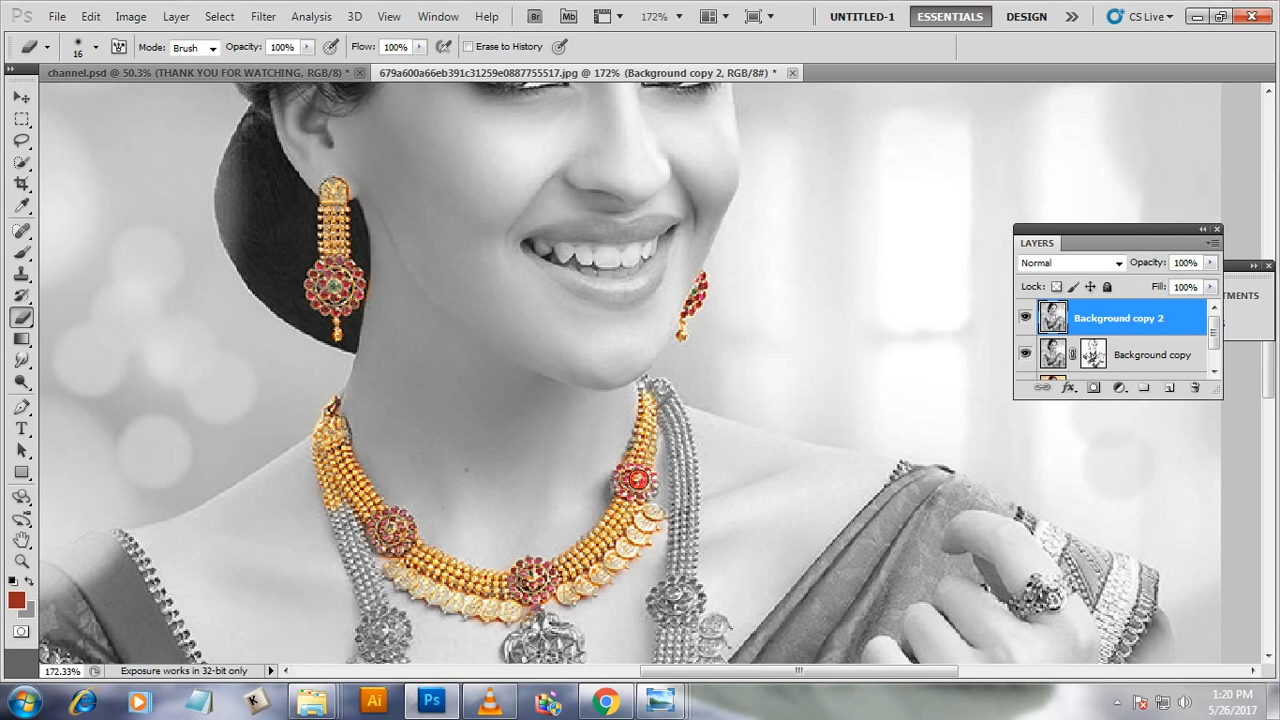 Ps File Edit Image Layer Select Filter Analysis 3D View Window Help Br Mb 172% UNTITLED-1 ESSENTIALS DESIGN CS Live
16 Mode: Brush Opacity: 100% Flow: 100% Erase to History
channel.psd @ 50.3% (THANK YOU FOR WATCHING, RGB/8) * 679a600a66eb391c31259e0887755517.jpg @ 172% (Background copy 2, RGB/8#) *
LAYERS
Normal Opacity: 100%
Lock: Fill: 100%
TMENTS
Background copy 2
Background copy
172.33% Exposure works in 32-bit only
K Ai Ps
1:20 PM
5/26/2017